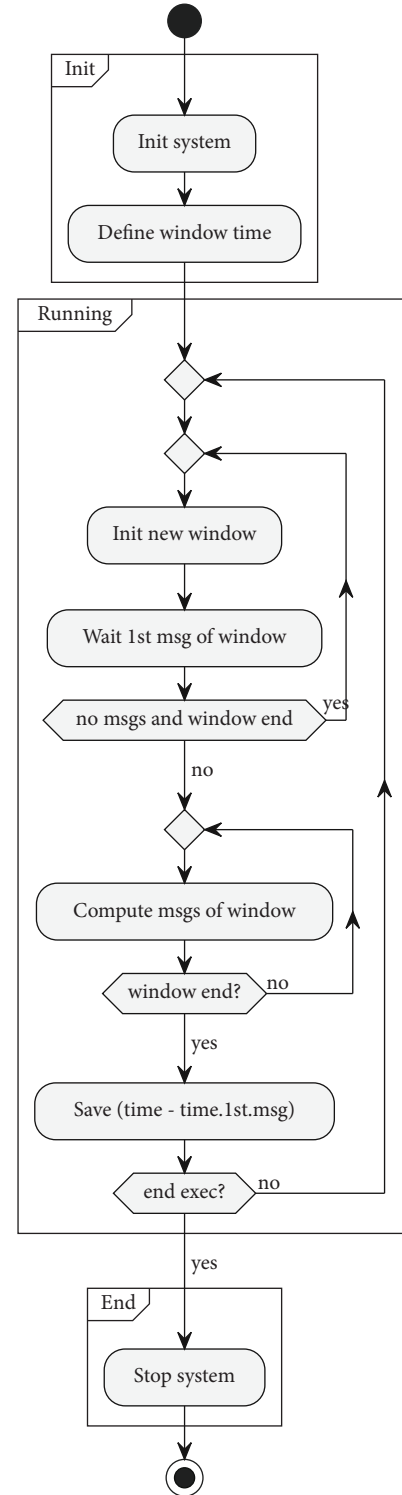 Init
Init system
Define window time
Running
Init new window
Wait 1st msg of window
no msgs and window end
yes
no
Compute msgs of window
window end?
no
yes
Save (time - time.1st.msg)
end exec?
no
yes
End
Stop system